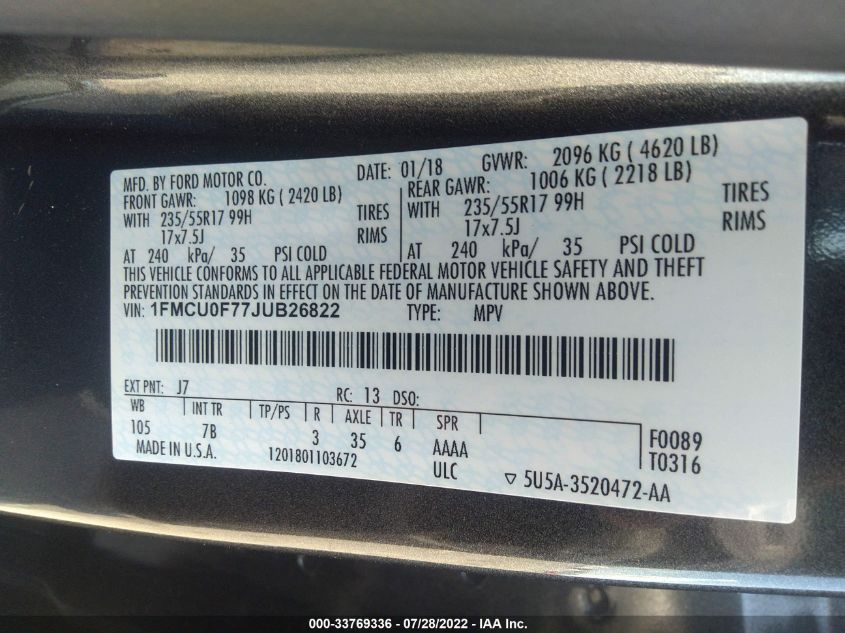 MFD. BY FORD MOTOR CO. DATE: 01/18 GVWR: 2096 KG ( 4620 LB)
FRONT GAWR: 1098 KG ( 2420 LB) REAR GAWR: 1006 KG ( 2218 LB)
WITH 235/55R17 99H TIRES WITH 235/55R17 99H TIRES
17x7.5J RIMS 17x7.5J RIMS
AT 240 kPa/ 35 PSI COLD AT 240 kPa/ 35 PSI COLD
THIS VEHICLE CONFORMS TO ALL APPLICABLE FEDERAL MOTOR VEHICLE SAFETY AND THEFT
PREVENTION STANDARDS IN EFFECT ON THE DATE OF MANUFACTURE SHOWN ABOVE.
VIN: 1FMCU0F77JUB26822 TYPE: MPV
EXT PNT: J7 RC: 13 DSO:
WB INT TR TP/PS R AXLE TR SPR
105 7B 3 35 6 AAAA F0089
MADE IN U.S.A. 1201801103672 ULC T0316
▽ 5U5A-3520472-AA
000-33769336 - 07/28/2022 - IAA Inc.